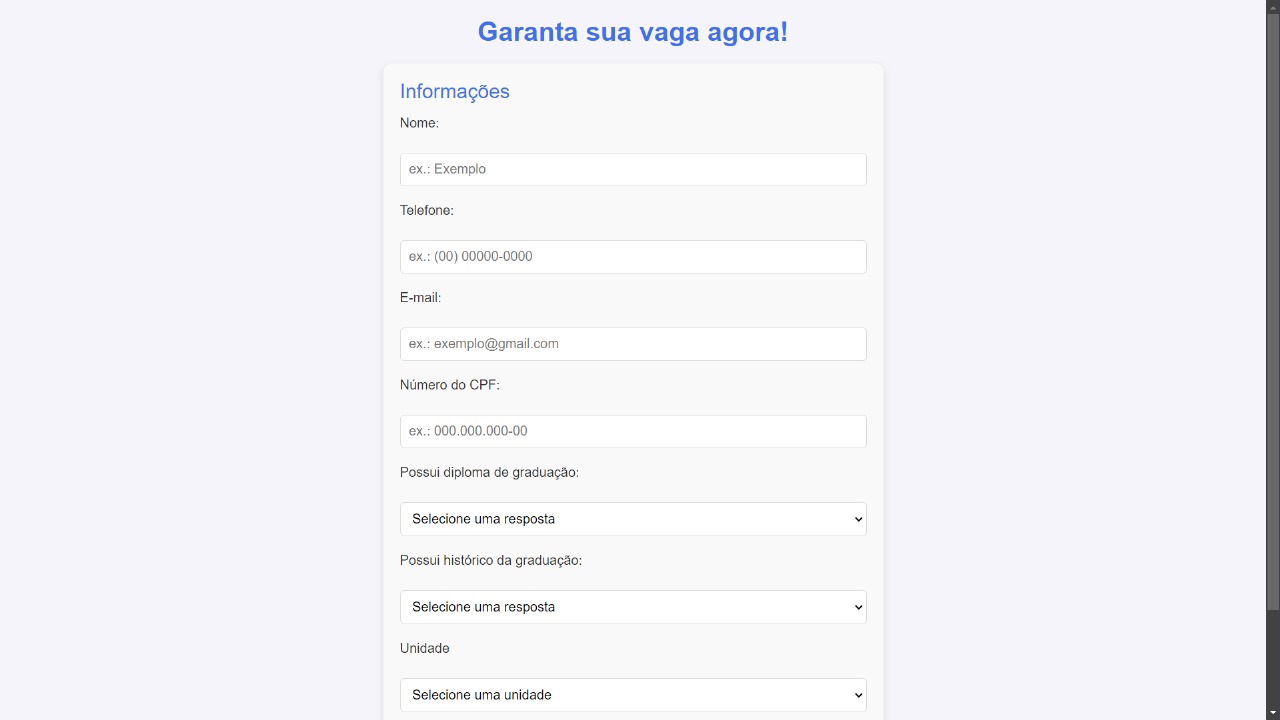 Garanta sua vaga agora!
Informações
Nome:
ex.: Exemplo
Telefone:
ex.: (00) 00000-0000
E-mail:
ex.: exemplo@gmail.com
Número do CPF:
ex.: 000.000.000-00
Possui diploma de graduação:
Selecione uma resposta
Possui histórico da graduação:
Selecione uma resposta
Unidade
Selecione uma unidade